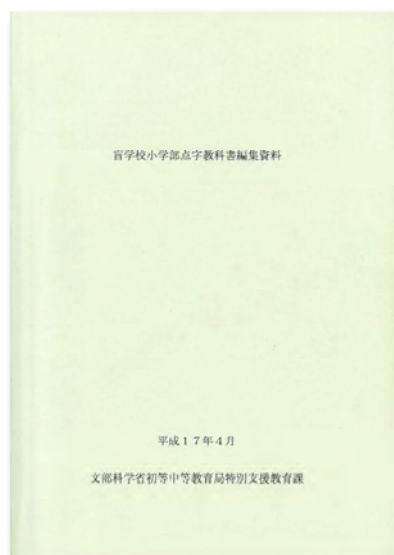 盲学校小学部点字教科書編集資料
平成１７年４月
文部科学省初等中等教育局特別支援教育課